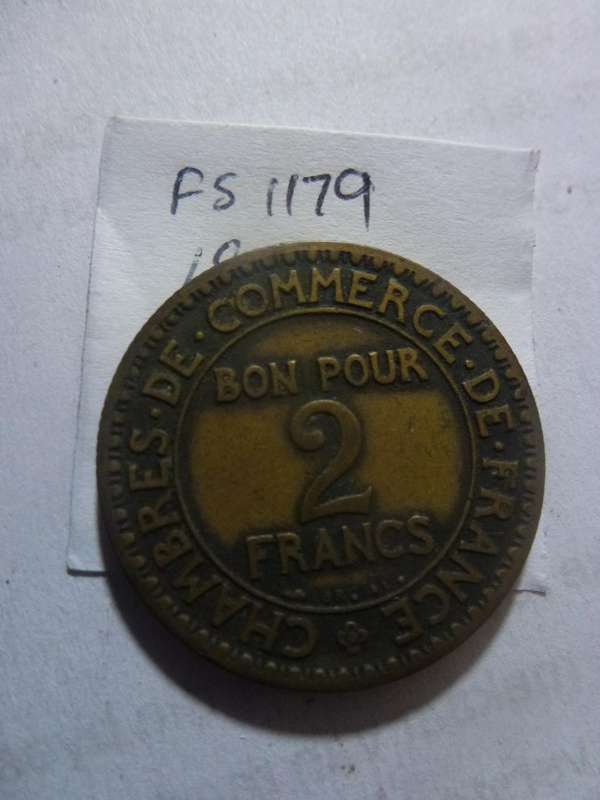 FS 1179
CHAMBRES · DE · COMMERCE · DE · FRANCE
BON POUR
2
FRANCS